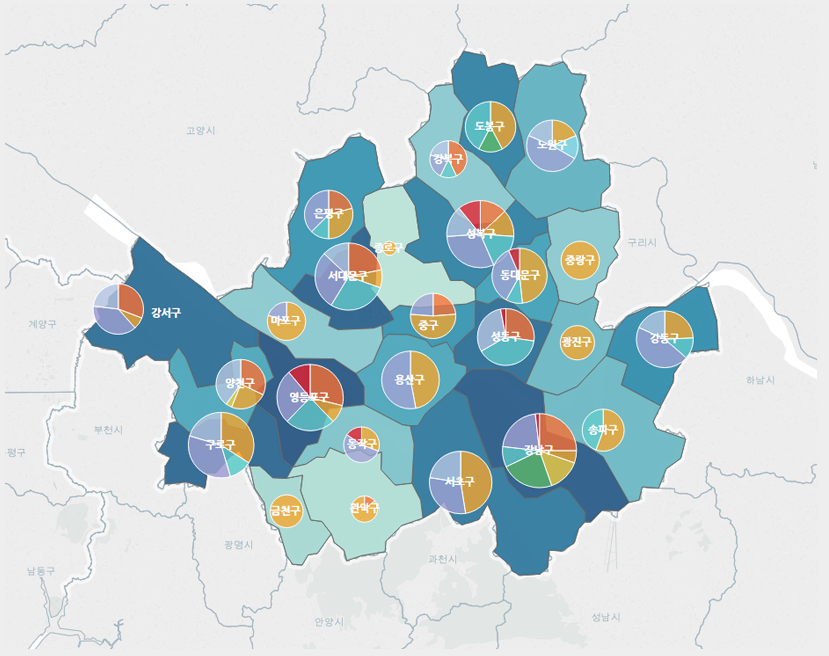 고양시
도봉구
노원구
강북구
은평구
성북구
종로구
구리시
중랑구
서대문구
동대문구
강서구
계양구
마포구
중구
성동구
광진구
강동구
하남시
양천구
용산구
영등포구
부천시
구로구
동작구
강남구
송파구
서초구
금천구
관악구
광명시
과천시
남동구
안양시
성남시